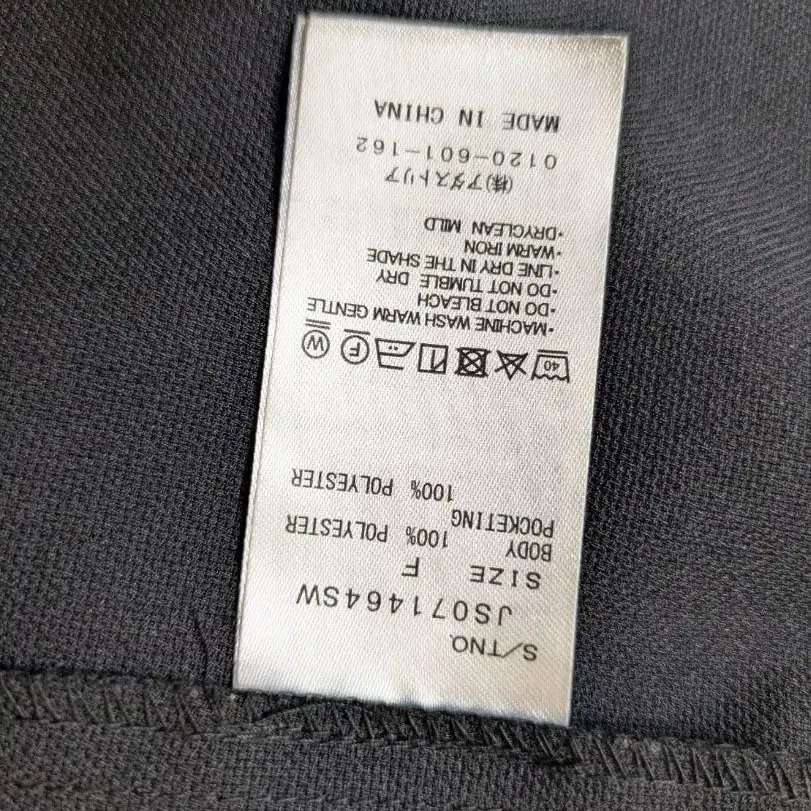 S/TNO.
JS071464SW
SIZE F
BODY 100% POLYESTER
POCKETING
100% POLYESTER
40 F W
•MACHINE WASH WARM GENTLE
•DO NOT BLEACH
•DO NOT TUMBLE DRY
•LINE DRY IN THE SHADE
•WARM IRON
•DRYCLEAN MILD
(株)アダストリア
0120-601-162
MADE IN CHINA